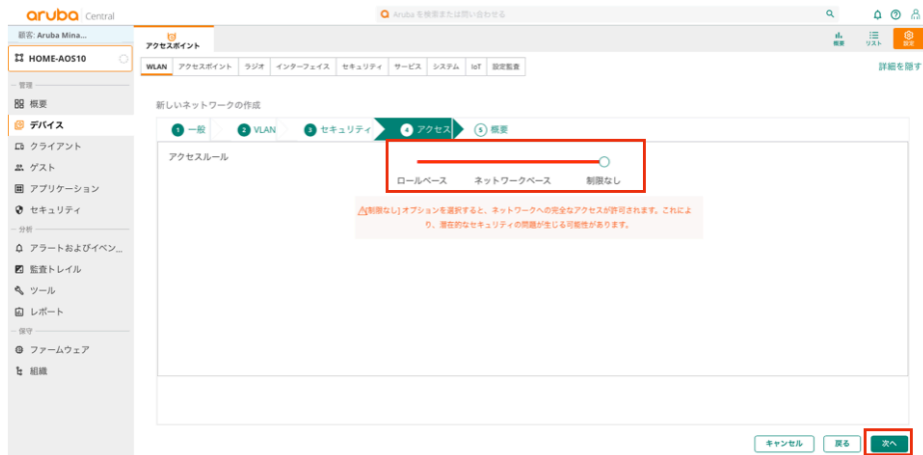 aruba Central
Aruba を検索または問い合わせる
顧客: Aruba Mina...
アクセスポイント
概要
リスト
設定
HOME-AOS10
WLAN アクセスポイント ラジオ インターフェイス セキュリティ サービス システム IoT 設定監査
詳細を隠す
管理
概要
デバイス
クライアント
ゲスト
アプリケーション
セキュリティ
分析
アラートおよびイベン...
監査トレイル
ツール
レポート
保守
ファームウェア
組織
新しいネットワークの作成
1 一般 2 VLAN 3 セキュリティ 4 アクセス 5 概要
アクセスルール
ロールベース ネットワークベース 制限なし
[制限なし] オプションを選択すると、ネットワークへの完全なアクセスが許可されます。これによ
り、潜在的なセキュリティの問題が生じる可能性があります。
キャンセル 戻る 次へ